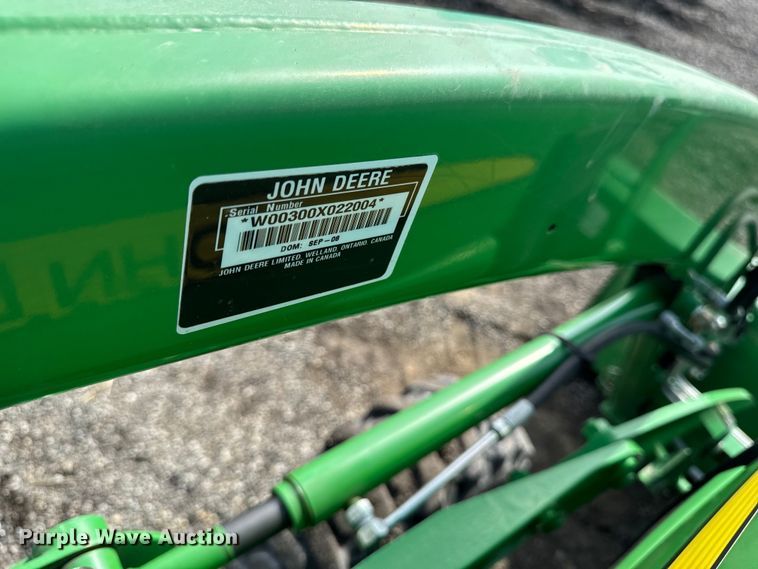 JOHN DEERE
Serial Number
*W00300X022004*
DOM: SEP-08
JOHN DEERE LIMITED, WELLAND, ONTARIO, CANADA
MADE IN CANADA
Purple Wave Auction